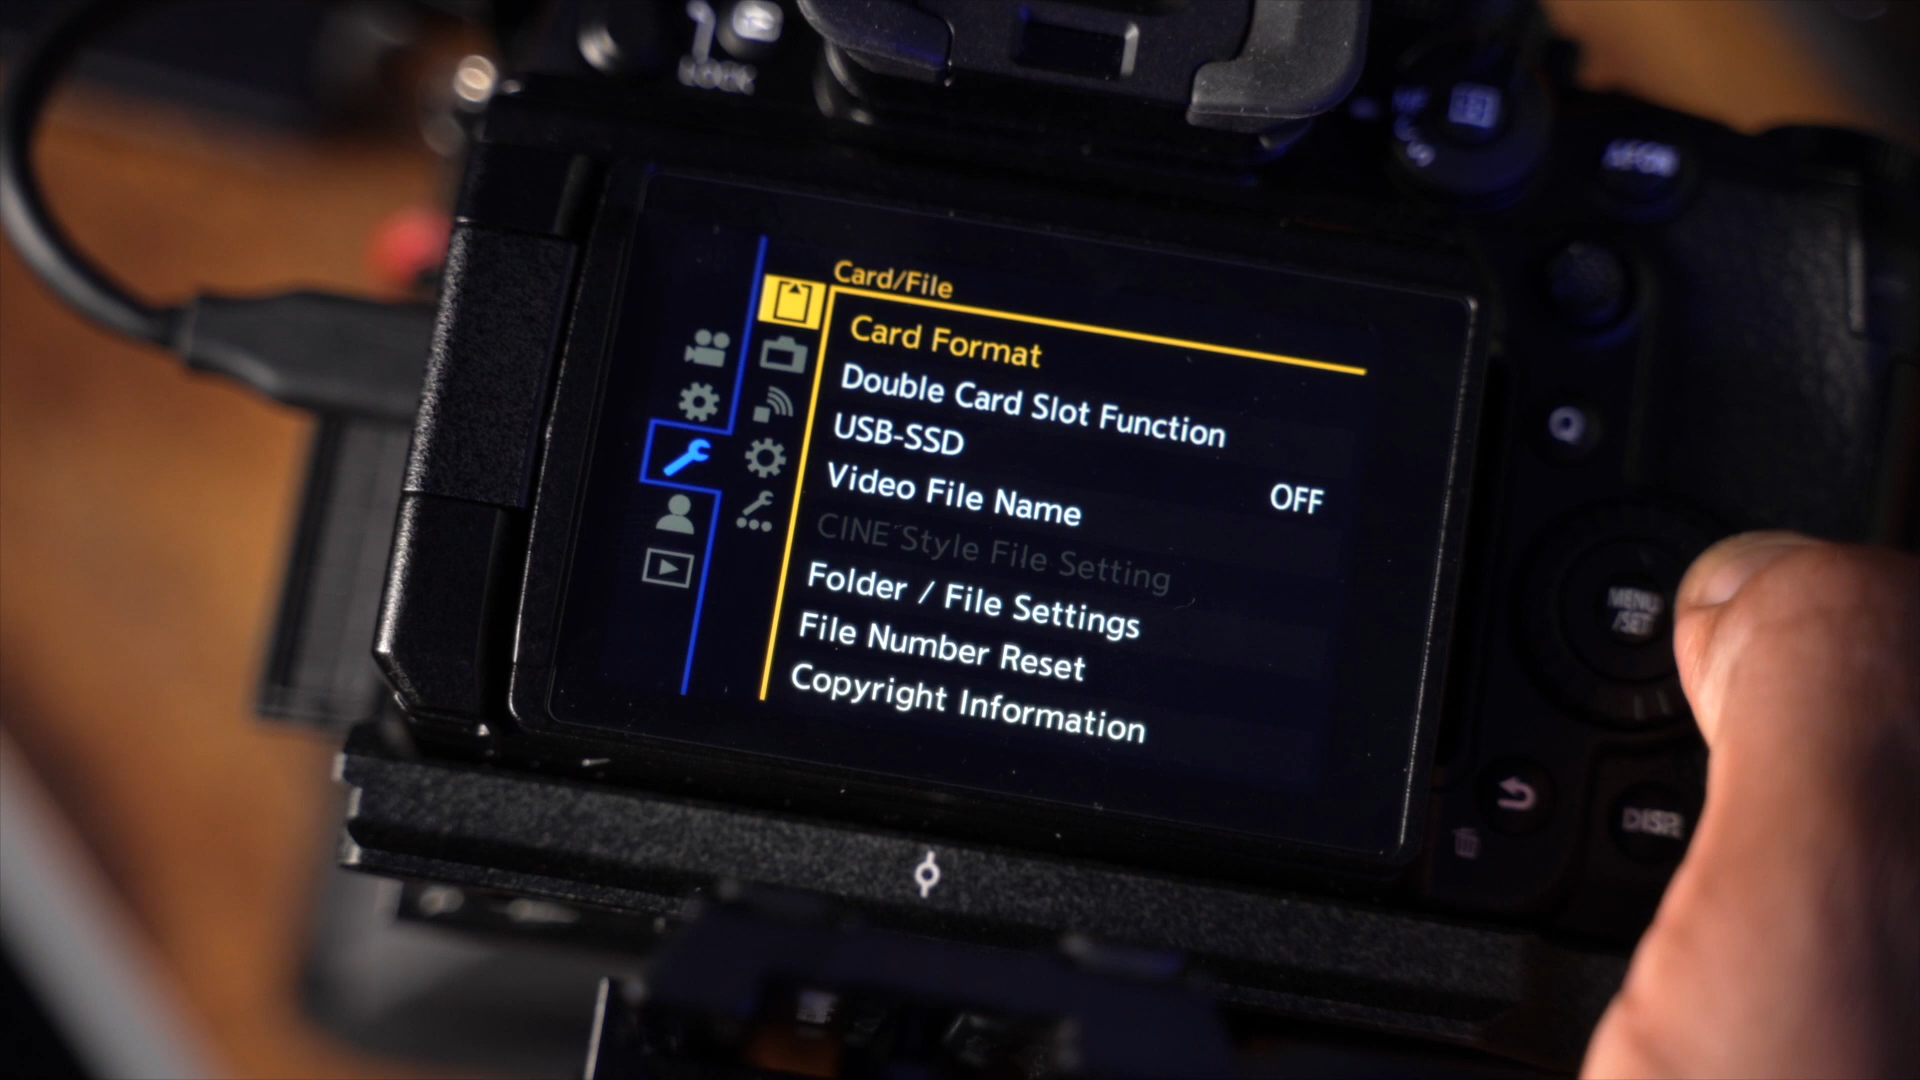 LOCK
Card/File
Card Format
Double Card Slot Function
USB-SSD OFF
Video File Name
CINE Style File Setting
Folder / File Settings
File Number Reset
Copyright Information
Q
MENU
/SET
DISP.